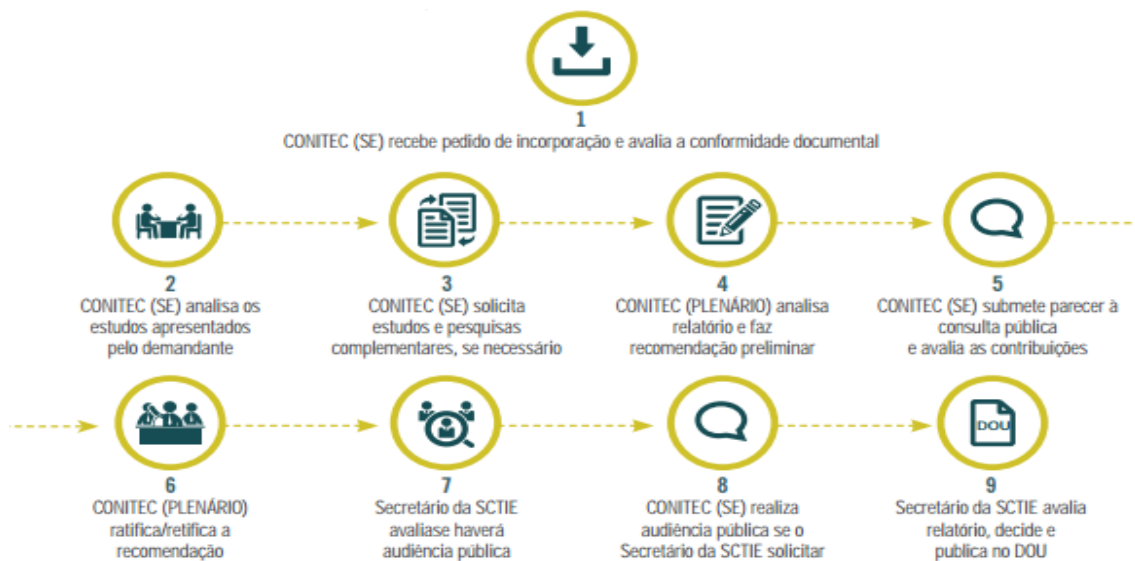 1
CONITEC (SE) recebe pedido de incorporação e avalia a conformidade documental
2
CONITEC (SE) analisa os
estudos apresentados
pelo demandante
3
CONITEC (SE) solicita
estudos e pesquisas
complementares, se necessário
4
CONITEC (PLENÁRIO) analisa
relatório e faz
recomendação preliminar
5
CONITEC (SE) submete parecer à
consulta pública
e avalia as contribuições
6
CONITEC (PLENÁRIO)
ratifica/retifica a
recomendação
7
Secretário da SCTIE
avaliase haverá
audiência pública
8
CONITEC (SE) realiza
audiência pública se o
Secretário da SCTIE solicitar
DOU
9
Secretário da SCTIE avalia
relatório, decide e
publica no DOU